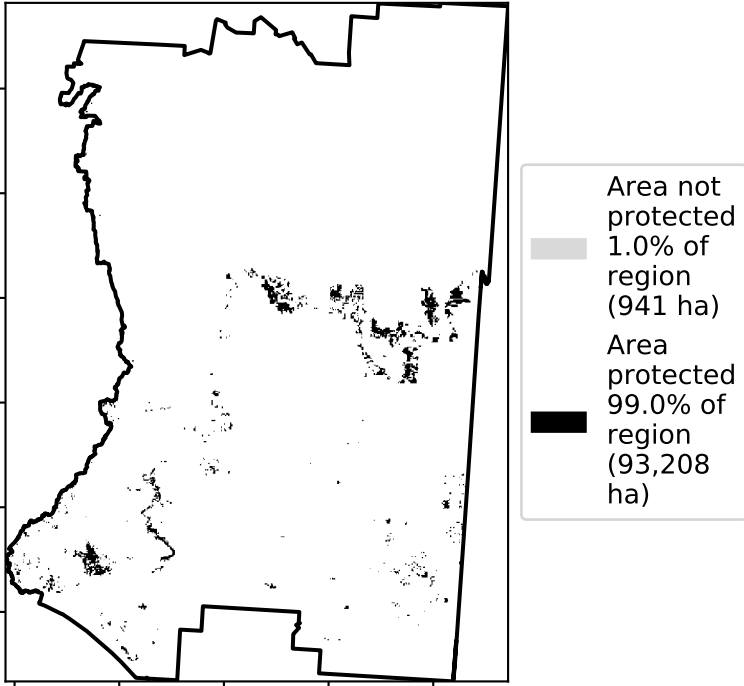 Area not
protected
1.0% of
region
(941 ha)
Area
protected
99.0% of
region
(93,208
ha)